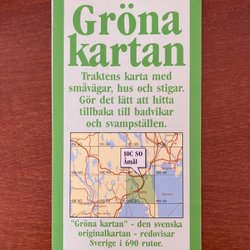 Gröna
kartan
Traktens karta med
småvägar, hus och stigar.
Gör det lätt att hitta
tillbaka till badvikar
och svampställen.
10C SO
Åmål
"Gröna kartan" - den svenska
originalkartan - redovisar
Sverige i 690 rutor.